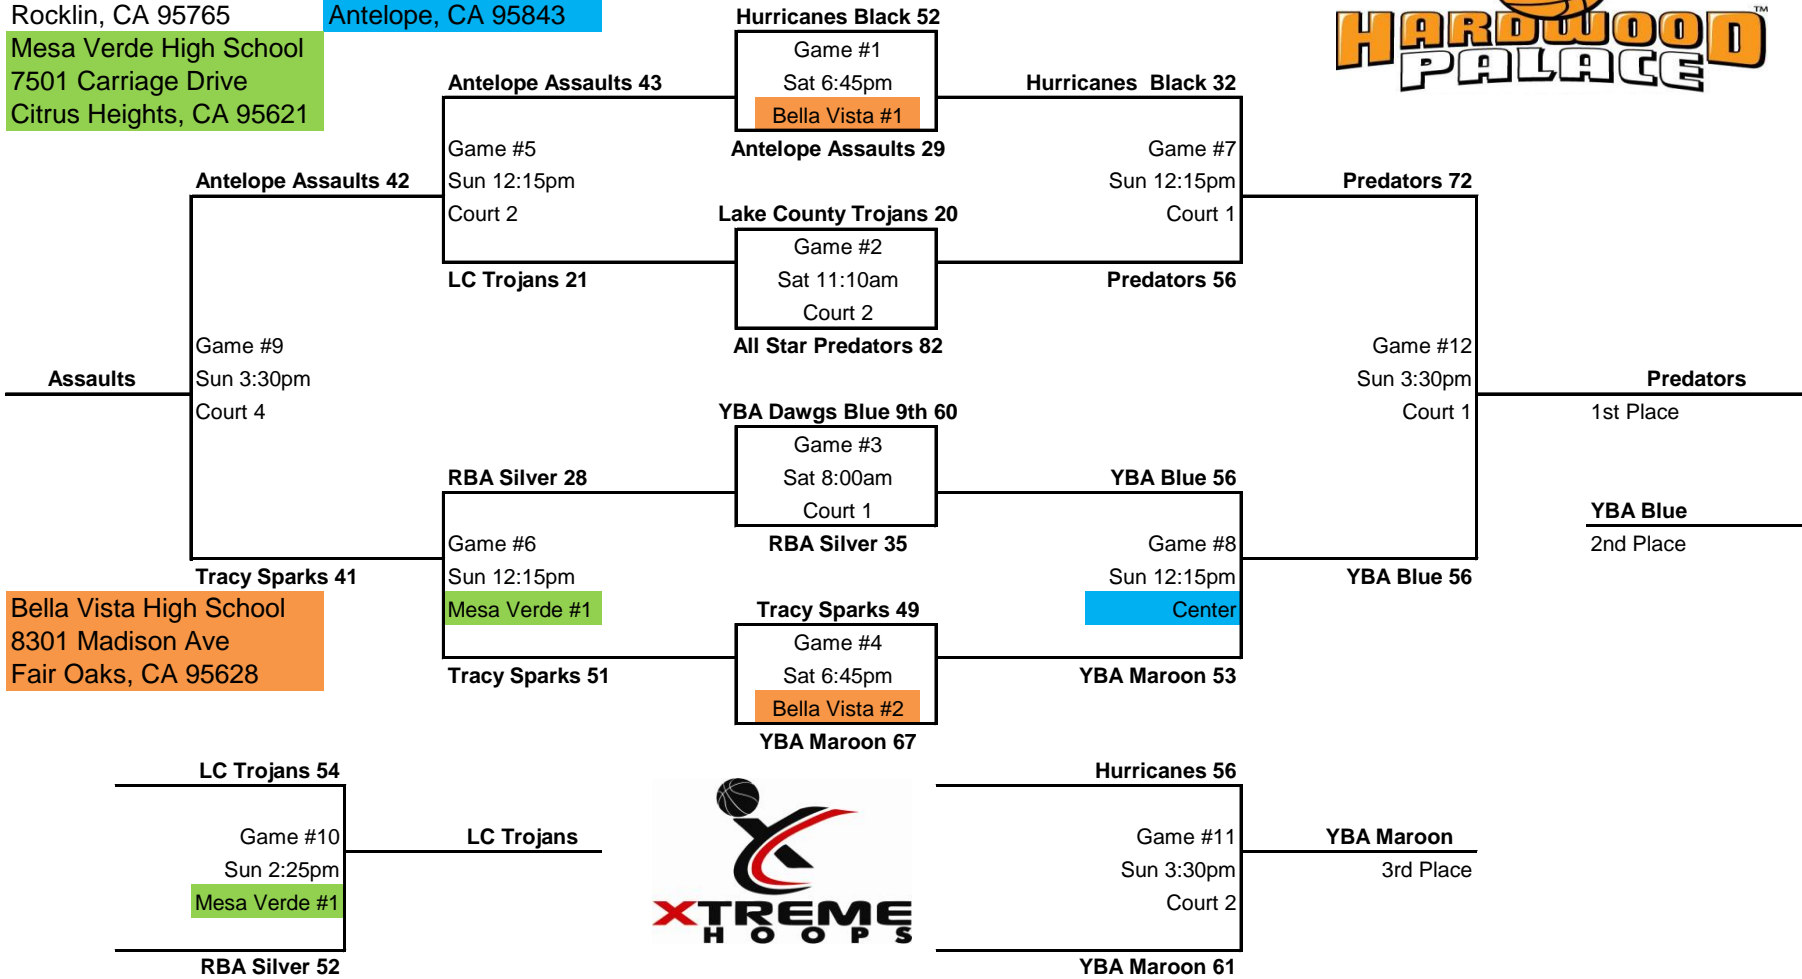 Rocklin, CA 95765
Antelope, CA 95843
Mesa Verde High School
7501 Carriage Drive
Citrus Heights, CA 95621
HARDWOOD
PALACE
TM
Hurricanes Black 52
Game #1
Sat 6:45pm
Bella Vista #1
Antelope Assaults 29
Antelope Assaults 43
Game #5
Sun 12:15pm
Court 2
LC Trojans 21
Hurricanes  Black 32
Game #7
Sun 12:15pm
Court 1
Predators 56
Lake County Trojans 20
Game #2
Sat 11:10am
Court 2
All Star Predators 82
Antelope Assaults 42
Game #9
Sun 3:30pm
Court 4
Tracy Sparks 41
Assaults
Predators 72
Game #12
Sun 3:30pm
Court 1
YBA Blue 56
Predators
1st Place
YBA Blue
2nd Place
YBA Dawgs Blue 9th 60
Game #3
Sat 8:00am
Court 1
RBA Silver 35
RBA Silver 28
Game #6
Sun 12:15pm
Mesa Verde #1
Tracy Sparks 51
YBA Blue 56
Game #8
Sun 12:15pm
Center
YBA Maroon 53
Tracy Sparks 49
Game #4
Sat 6:45pm
Bella Vista #2
YBA Maroon 67
Bella Vista High School
8301 Madison Ave
Fair Oaks, CA 95628
LC Trojans 54
Game #10
Sun 2:25pm
Mesa Verde #1
RBA Silver 52
LC Trojans
XTREME
HOOPS
Hurricanes 56
Game #11
Sun 3:30pm
Court 2
YBA Maroon 61
YBA Maroon
3rd Place